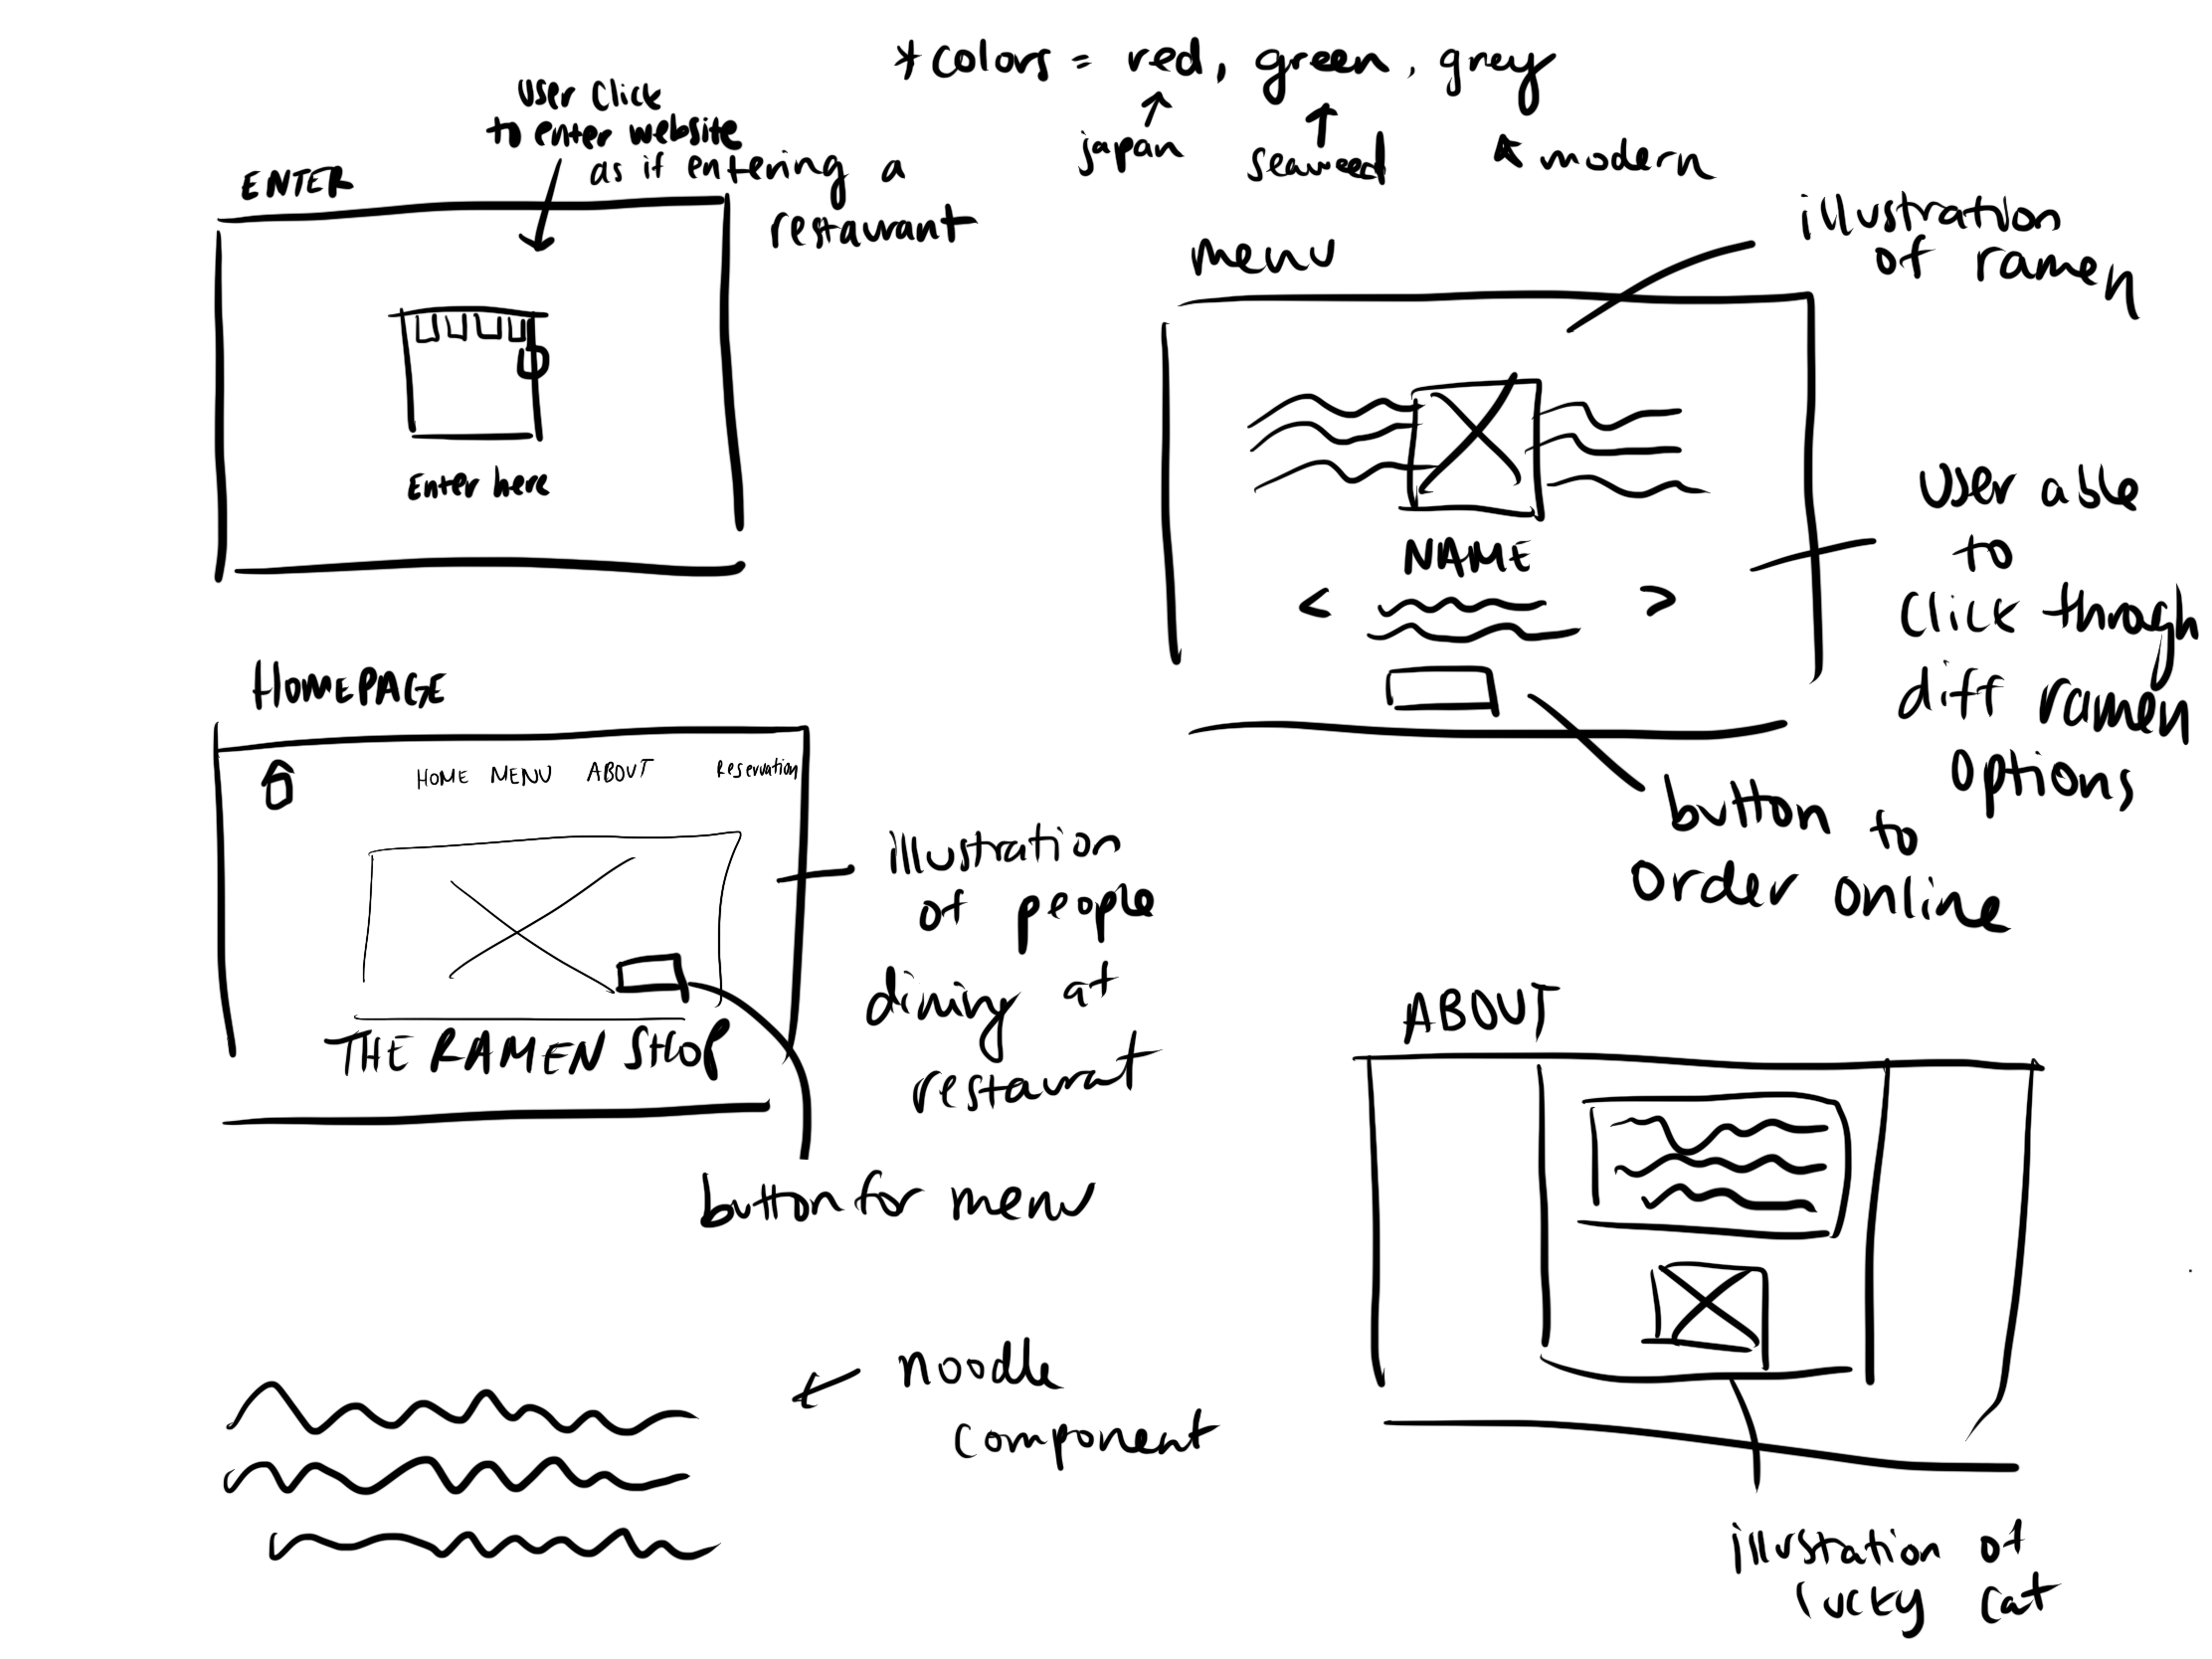 * colors = red, green, grey
japan
seaweed
modern
user click
to enter website
as if entering a
restaurant
ENTER
Enter here
menu
illustration
of ramen
NAME
< >
user able
to
click through
diff ramen
options
button to
order online
HOMEPAGE
HOME MENU ABOUT Reservation
THE RAMEN SHOP
illustration
of people
dining at
restaurant
button for menu
ABOUT
illustration of
lucky cat
noodle
component